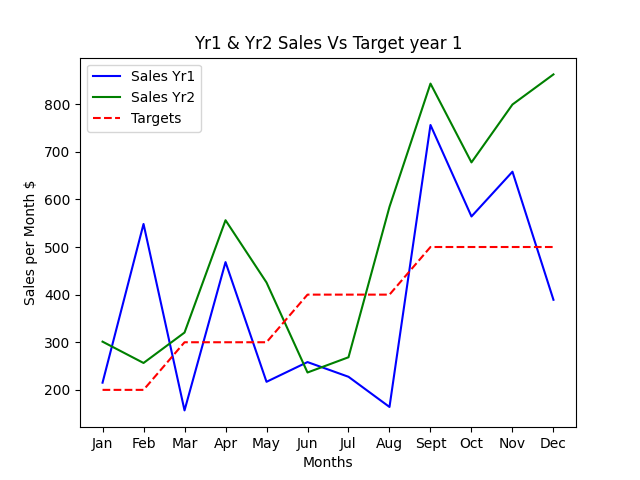 Yr1 & Yr2 Sales Vs Target year 1
Sales Yr1
Sales Yr2
Targets
Sales per Month $
800
700
600
500
400
300
200
Jan Feb Mar Apr May Jun Jul Aug Sept Oct Nov Dec
Months